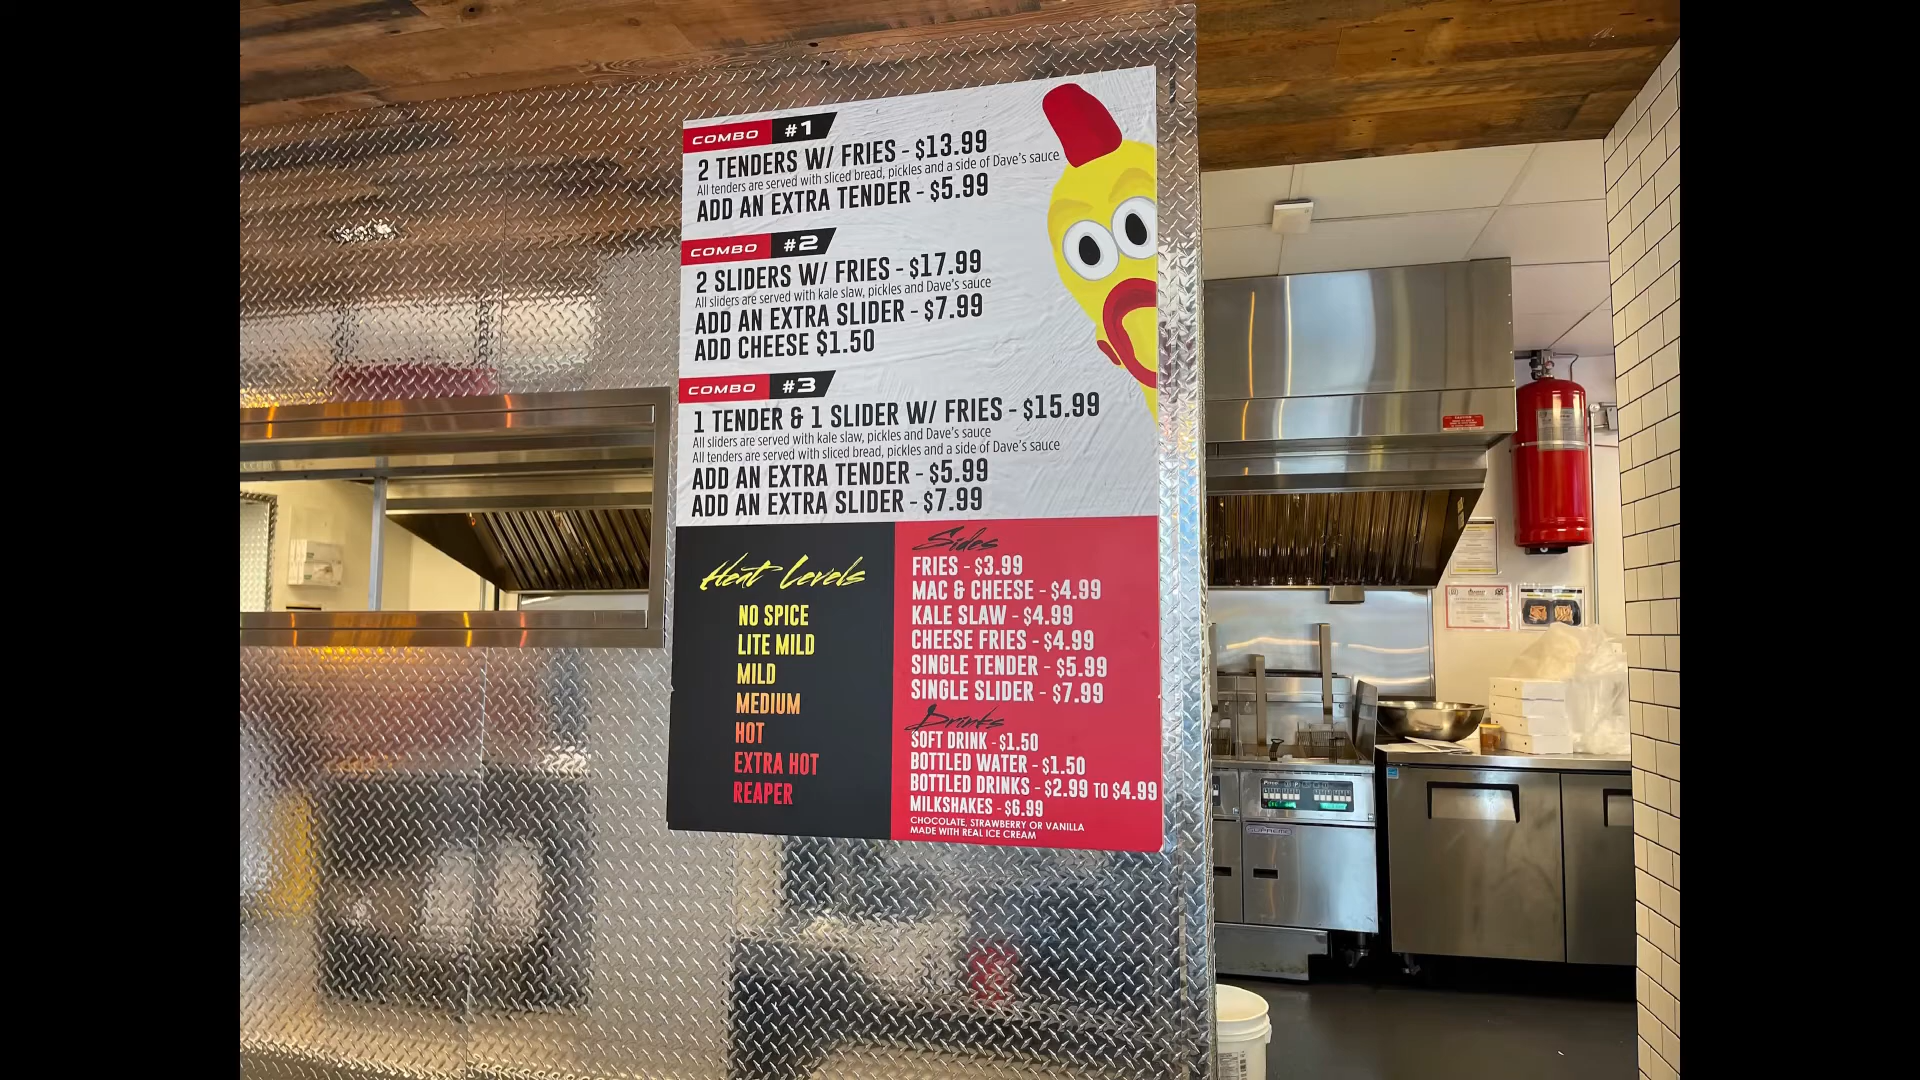 COMBO #1
2 TENDERS W/ FRIES - $13.99
All tenders are served with sliced bread, pickles and a side of Dave's sauce
ADD AN EXTRA TENDER - $5.99
COMBO #2
2 SLIDERS W/ FRIES - $17.99
All sliders are served with kale slaw, pickles and Dave's sauce
ADD AN EXTRA SLIDER - $7.99
ADD CHEESE $1.50
COMBO #3
1 TENDER & 1 SLIDER W/ FRIES - $15.99
All sliders are served with kale slaw, pickles and Dave's sauce
All tenders are served with sliced bread, pickles and a side of Dave's sauce
ADD AN EXTRA TENDER - $5.99
ADD AN EXTRA SLIDER - $7.99
Heat Levels
NO SPICE
LITE MILD
MILD
MEDIUM
HOT
EXTRA HOT
REAPER
Sides
FRIES - $3.99
MAC & CHEESE - $4.99
KALE SLAW - $4.99
CHEESE FRIES - $4.99
SINGLE TENDER - $5.99
SINGLE SLIDER - $7.99
Drinks
SOFT DRINK - $1.50
BOTTLED WATER - $1.50
BOTTLED DRINKS - $2.99 TO $4.99
MILKSHAKES - $6.99
CHOCOLATE, STRAWBERRY OR VANILLA
MADE WITH REAL ICE CREAM